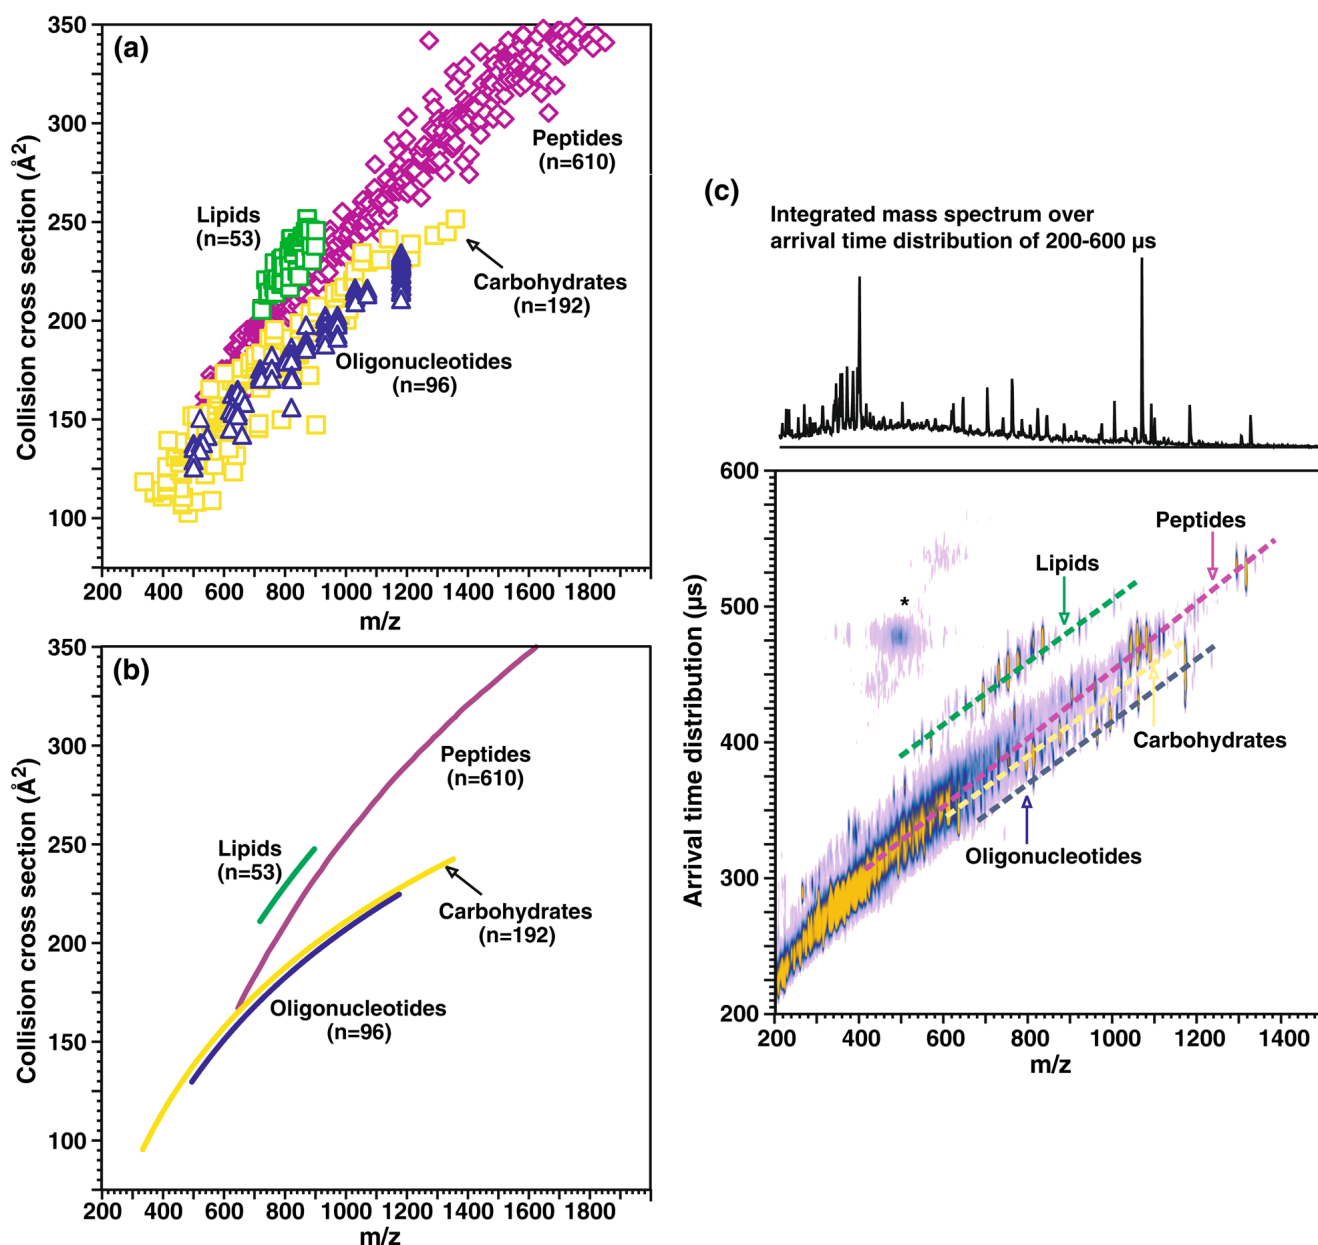 (a)
350
300
250
200
150
100
Collision cross section (Å2)
Peptides
(n=610)
Lipids
(n=53)
Carbohydrates
(n=192)
Oligonucleotides
(n=96)
200 400 600 800 1000 1200 1400 1600 1800
m/z
(b)
350
300
250
200
150
100
Collision cross section (Å2)
Peptides
(n=610)
Lipids
(n=53)
Carbohydrates
(n=192)
Oligonucleotides
(n=96)
200 400 600 800 1000 1200 1400 1600 1800
m/z
(c)
Integrated mass spectrum over
arrival time distribution of 200-600 µs
600
500
400
300
200
Arrival time distribution (µs)
Peptides
Lipids
*
Carbohydrates
Oligonucleotides
200 400 600 800 1000 1200 1400
m/z